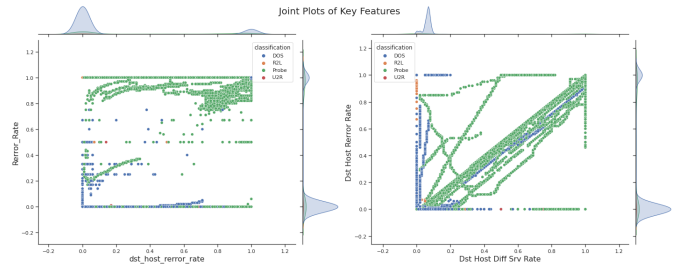 Joint Plots of Key Features
classification
DOS
R2L
Probe
U2R
1.2
1.0
0.8
0.6
0.4
0.2
0.0
−0.2
Rerror_Rate
−0.2 0.0 0.2 0.4 0.6 0.8 1.0 1.2
dst_host_rerror_rate
classification
DOS
R2L
Probe
U2R
1.2
1.0
0.8
0.6
0.4
0.2
0.0
−0.2
Dst Host Rerror Rate
−0.2 0.0 0.2 0.4 0.6 0.8 1.0 1.2
Dst Host Diff Srv Rate